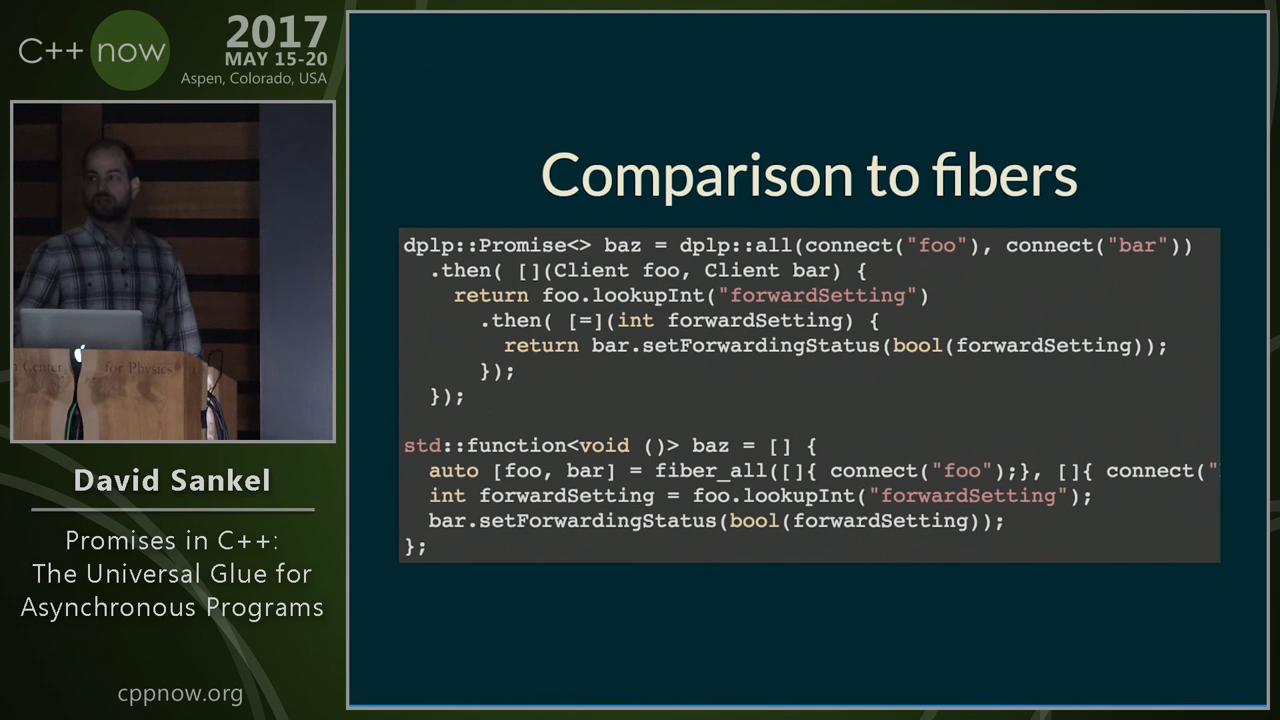 C++ now
2017
MAY 15-20
Aspen, Colorado, USA
Center for Physics
David Sankel
Promises in C++:
The Universal Glue for
Asynchronous Programs
cppnow.org
Comparison to fibers
dplp::Promise<> baz = dplp::all(connect("foo"), connect("bar"))
  .then( [](Client foo, Client bar) {
    return foo.lookupInt("forwardSetting")
      .then( [=](int forwardSetting) {
        return bar.setForwardingStatus(bool(forwardSetting));
      });
  });
std::function<void ()> baz = [] {
  auto [foo, bar] = fiber_all([]{ connect("foo");}, []{ connect("
  int forwardSetting = foo.lookupInt("forwardSetting");
  bar.setForwardingStatus(bool(forwardSetting));
};